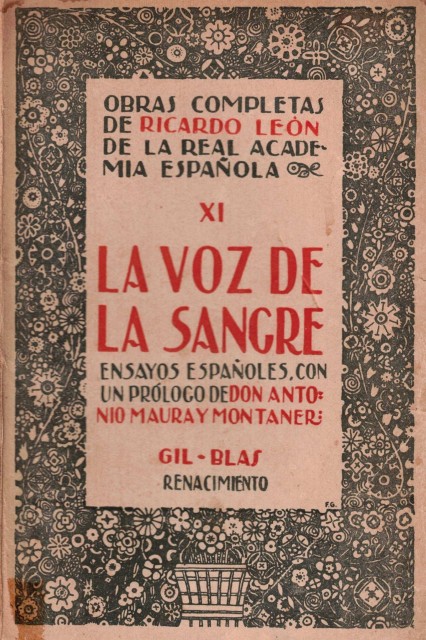 OBRAS COMPLETAS
DE RICARDO LEÓN
DE LA REAL ACADE-
MIA ESPAÑOLA
XI
LA VOZ DE
LA SANGRE
ENSAYOS ESPAÑOLES, CON
UN PRÓLOGO DE DON ANTO-
NIO MAURA Y MONTANER
GIL-BLAS
RENACIMIENTO
F.G.